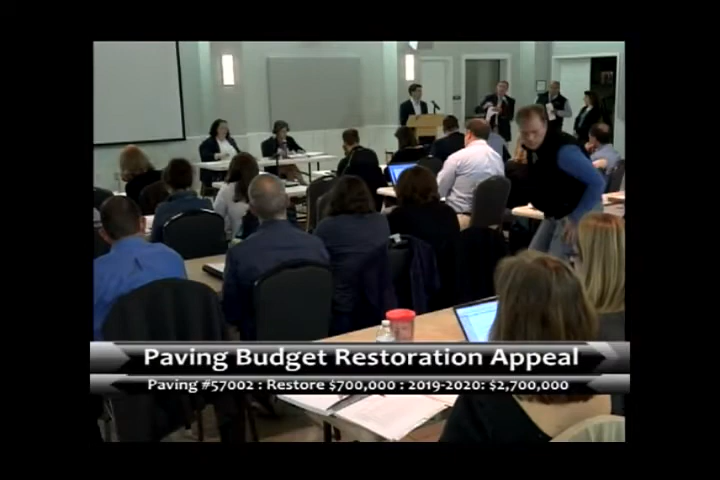 Paving Budget Restoration Appeal
Paving #57002 : Restore $700,000 : 2019-2020: $2,700,000